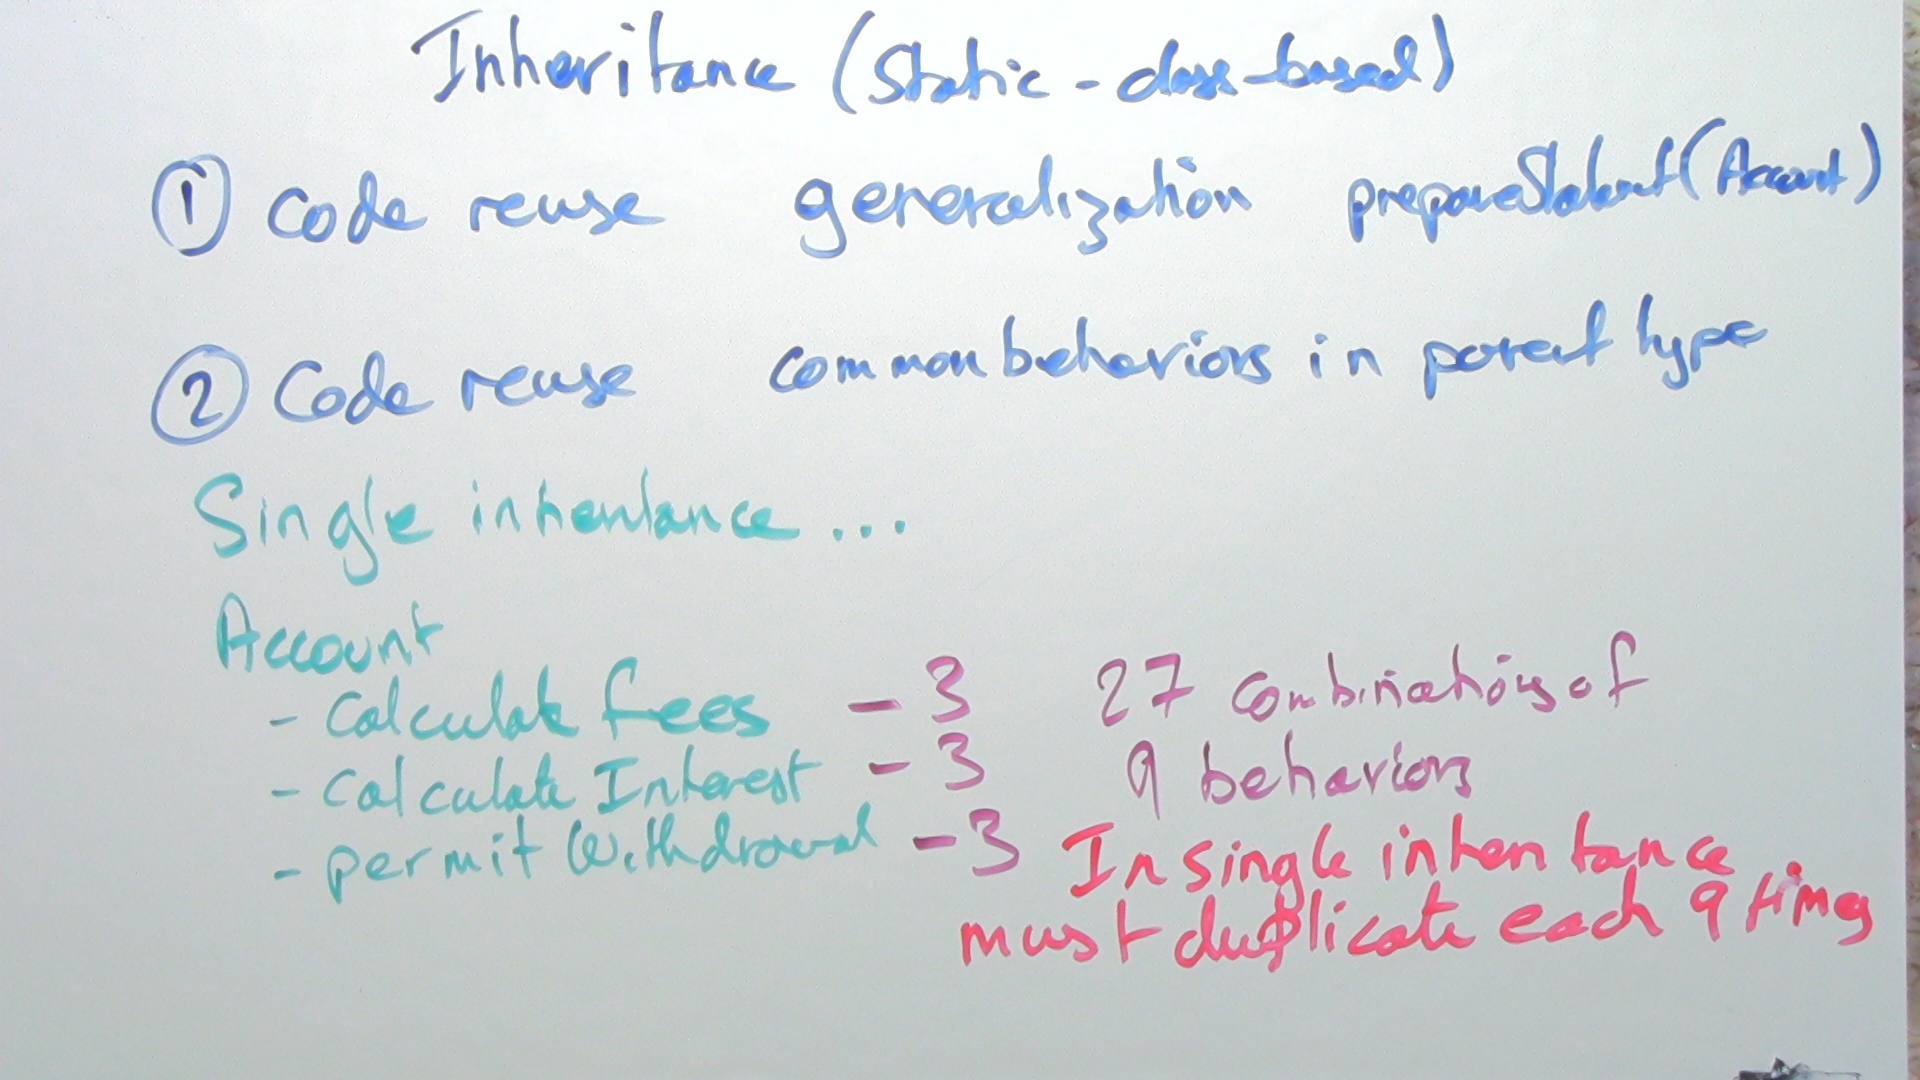 Inheritance (Static-class-based)
① Code reuse generalization prepareStatement(Account)
② Code reuse common behaviors in parent type
Single inheritance...
Account
- Calculate fees - 3 27 combinations of
- Calculate Interest - 3 9 behaviors
- permit withdrawal - 3 In single inheritance
must duplicate each 9 times